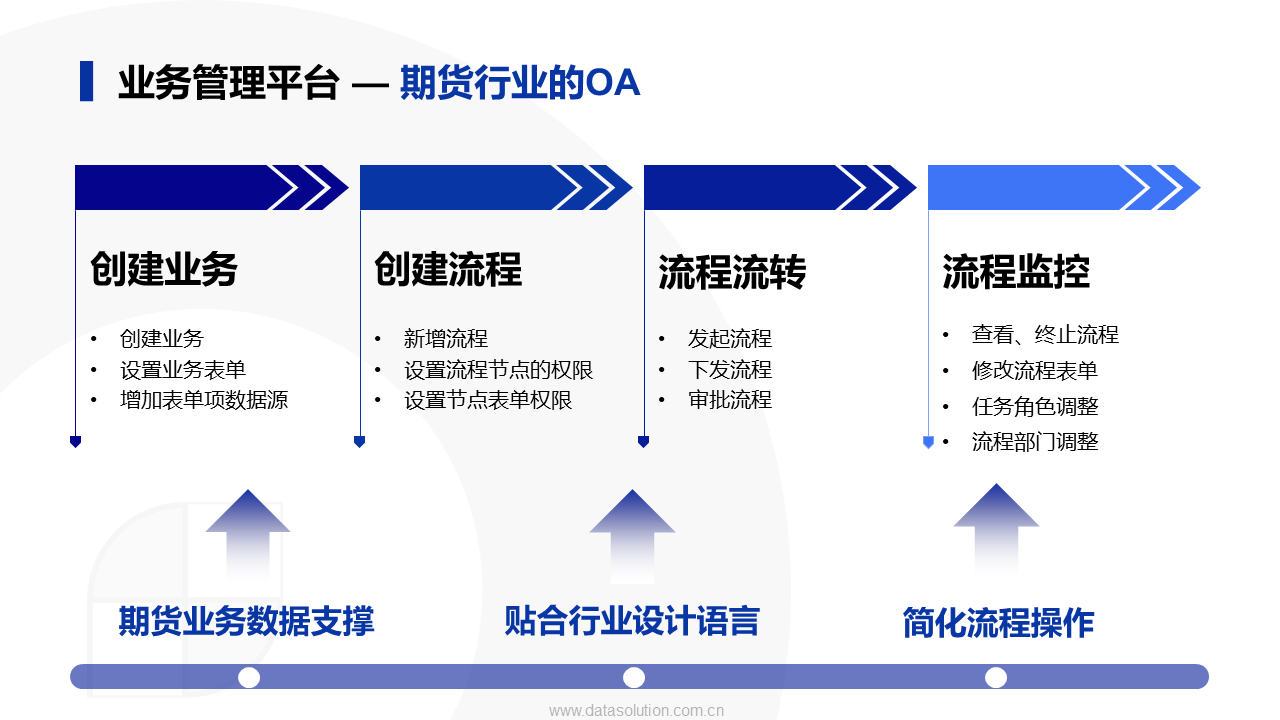 业务管理平台 — 期货行业的OA
创建业务
• 创建业务
• 设置业务表单
• 增加表单项数据源
创建流程
• 新增流程
• 设置流程节点的权限
• 设置节点表单权限
流程流转
• 发起流程
• 下发流程
• 审批流程
流程监控
• 查看、终止流程
• 修改流程表单
• 任务角色调整
• 流程部门调整
期货业务数据支撑
贴合行业设计语言
简化流程操作
www.datasolution.com.cn